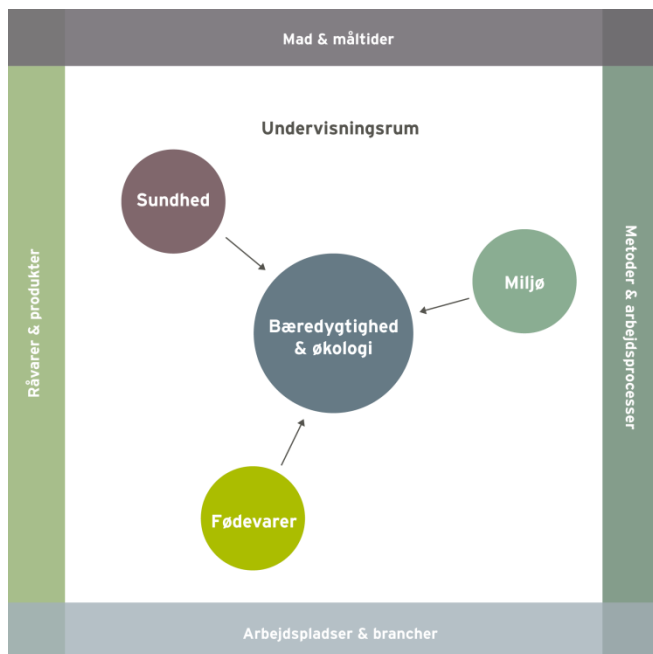 Mad & måltider
Undervisningsrum
Sundhed
Miljø
Bæredygtighed
& økologi
Fødevarer
Råvarer & produkter
Metoder & arbejdsprocesser
Arbejdspladser & brancher